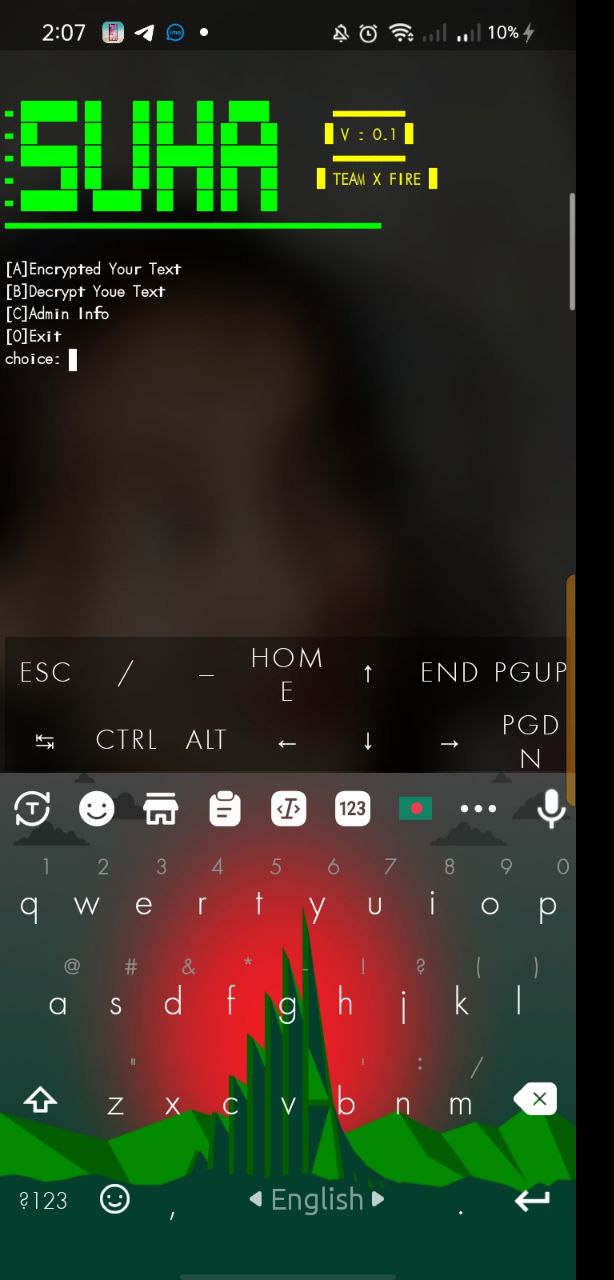 2:07 imo 10%
SUHA
V : 0.1
TEAM X FIRE
[A]Encrypted Your Text
[B]Decrypt Youe Text
[C]Admin Info
[0]Exit
choice:
ESC / – HOME ↑ END PGUP
↹ CTRL ALT ← ↓ → PGDN
T 123
1 2 3 4 5 6 7 8 9 0
q w e r t y u i o p
@ # & * - ! ? ( )
a s d f g h j k l
" ' : /
z x c v b n m
?123 , English .